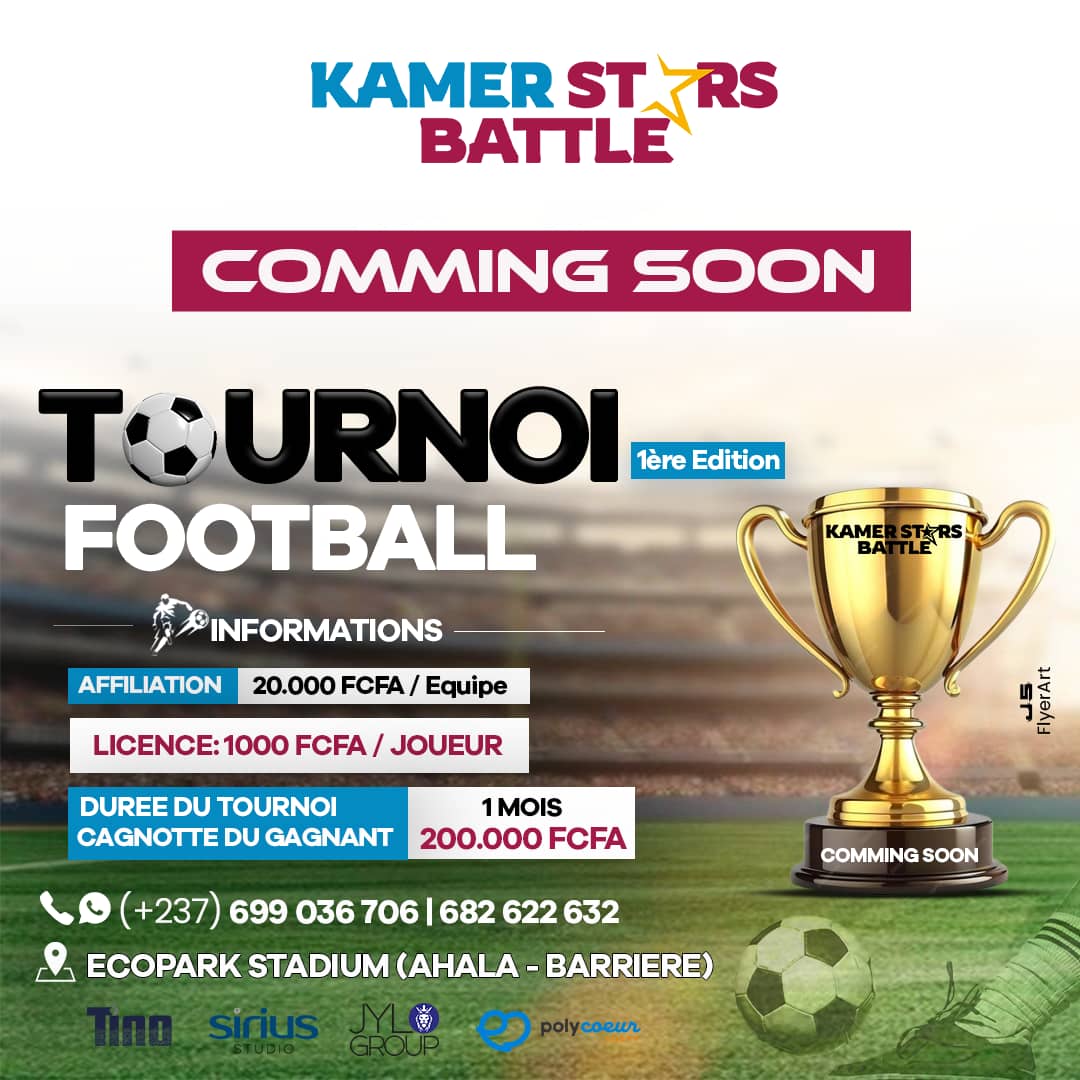 KAMER STARS
BATTLE
COMMING SOON
TOURNOI
1ère Edition
FOOTBALL
INFORMATIONS
AFFILIATION 20.000 FCFA / Equipe
LICENCE: 1000 FCFA / JOUEUR
DUREE DU TOURNOI 1 MOIS
CAGNOTTE DU GAGNANT 200.000 FCFA
(+237) 699 036 706 | 682 622 632
ECOPARK STADIUM (AHALA - BARRIERE)
KAMER STARS
BATTLE
COMMING SOON
JS
FlyerArt
Tino
sirius
STUDIO
JYL
GROUP
polycoeur